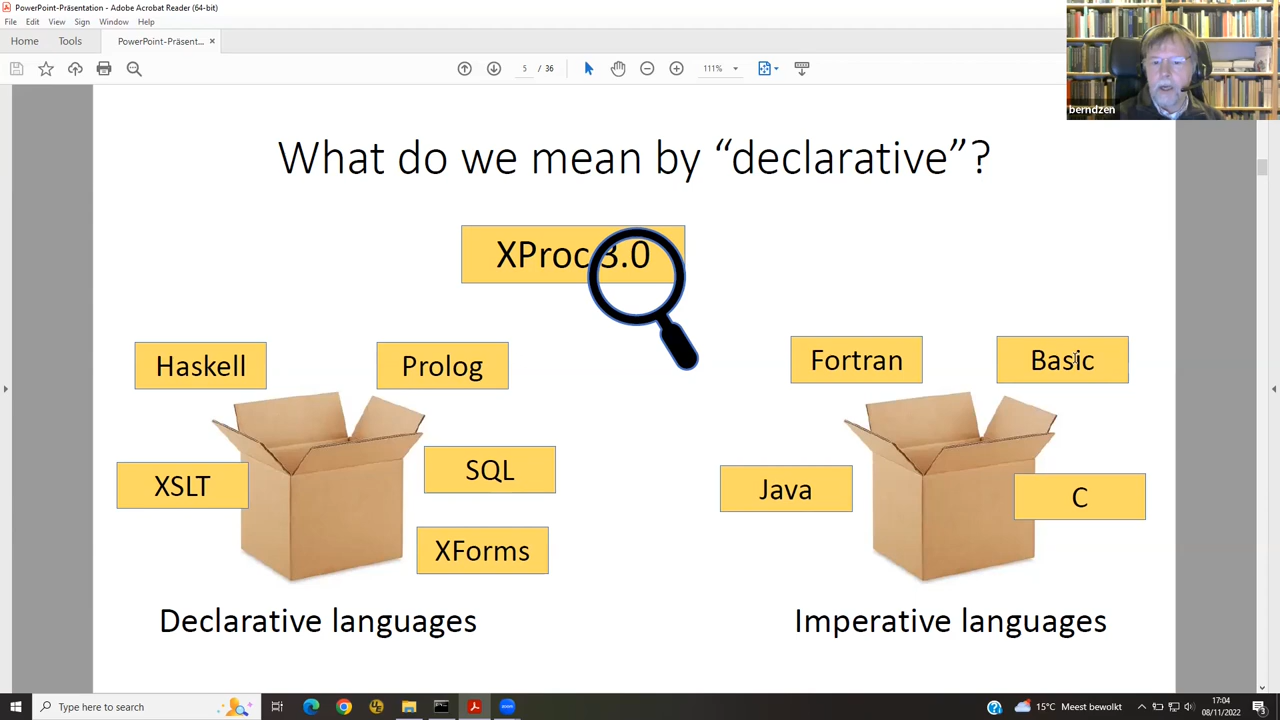 PowerPoint-Präsentation - Adobe Acrobat Reader (64-bit)
File Edit View Sign Window Help
Home Tools PowerPoint-Präsent... ×
5 / 36 111%
berndzen
What do we mean by “declarative”?
XProc 3.0
Haskell Prolog Fortran Basic
XSLT SQL Java C
XForms
Declarative languages Imperative languages
Type here to search 15°C Meest bewolkt 17:04
08/11/2022 3